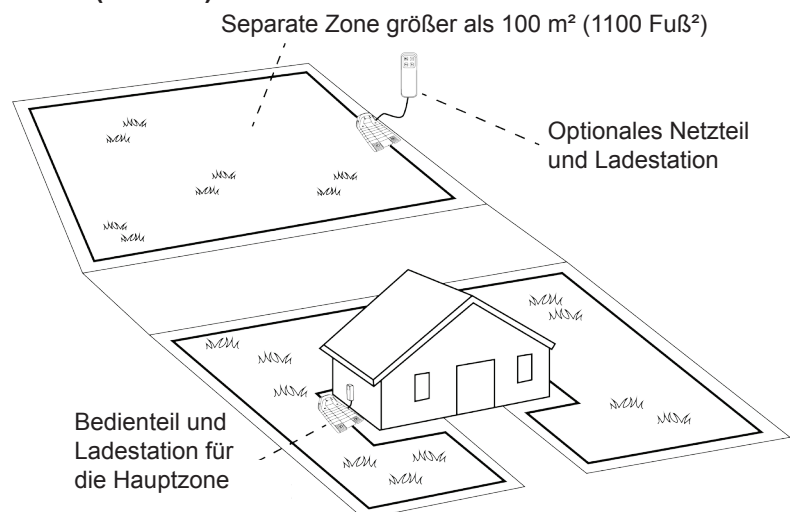 Separate Zone größer als 100 m² (1100 Fuß²)
Optionales Netzteil
und Ladestation
Bedienteil und
Ladestation für
die Hauptzone